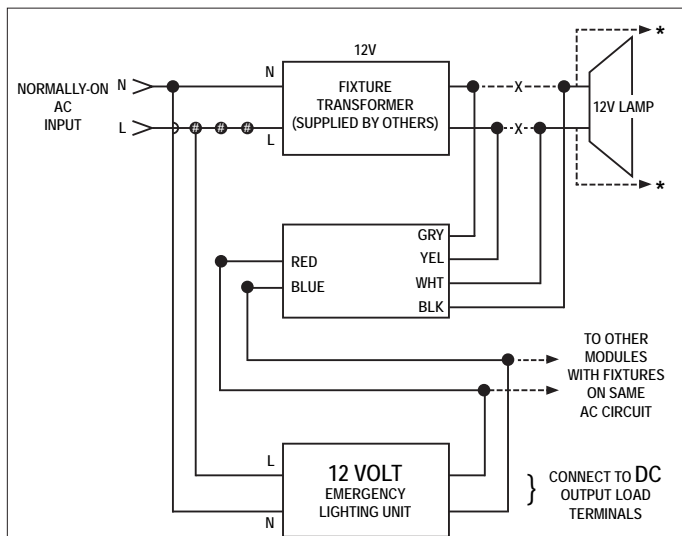 12V
NORMALLY-ON
AC
INPUT
N
L
# # #
N
L
FIXTURE
TRANSFORMER
(SUPPLIED BY OTHERS)
X
X
*
12V LAMP
*
RED
BLUE
GRY
YEL
WHT
BLK
TO OTHER
MODULES
WITH FIXTURES
ON SAME
AC CIRCUIT
L
N
12 VOLT
EMERGENCY
LIGHTING UNIT
} CONNECT TO DC
OUTPUT LOAD
TERMINALS